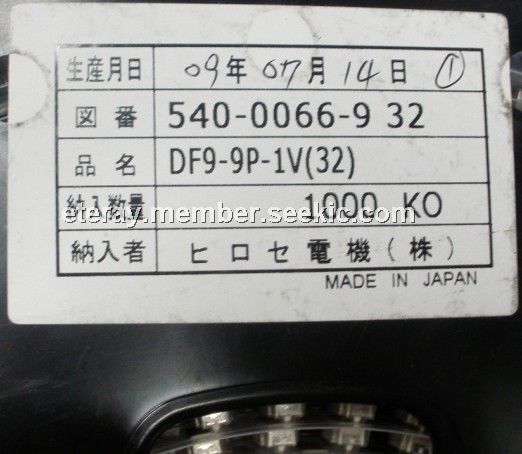 生産月日 09年 07月 14日 ①
図番 540-0066-9 32
品名 DF9-9P-1V(32)
納入数量 1000 KO
eteray.member.seekic.com
納入者 ヒロセ電機(株)
MADE IN JAPAN